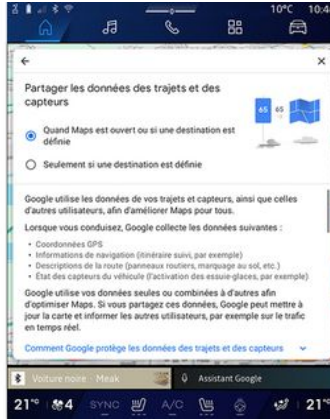 10°C 10:4
Partager les données des trajets et des
capteurs
65 65
Quand Maps est ouvert ou si une destination est
définie
Seulement si une destination est définie
Google utilise les données de vos trajets et capteurs, ainsi que celles
d'autres utilisateurs, afin d'améliorer Maps pour tous.
Lorsque vous conduisez, Google collecte les données suivantes :
• Coordonnées GPS
• Informations de navigation (itinéraire suivi, par exemple)
• Descriptions de la route (panneaux routiers, marquage au sol, etc.)
• État des capteurs du véhicule (l'activation des essuie-glaces, par exemple)
Google utilise vos données seules ou combinées à d'autres afin
d'optimiser Maps. Si vous partagez ces données, Google peut mettre à
jour la carte et informer les autres utilisateurs, par exemple sur le trafic
en temps réel.
Comment Google protège les données des trajets et des capteurs
Voiture noire · Meak
Assistant Google
21° 4 SYNC A/C 21°